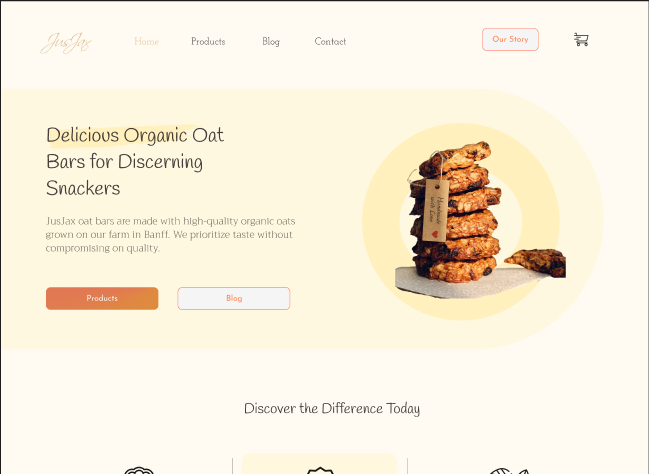 JusJax
Home
Products
Blog
Contact
Our Story
Delicious Organic Oat
Bars for Discerning
Snackers
JusJax oat bars are made with high-quality organic oats
grown on our farm in Banff. We prioritize taste without
compromising on quality.
Homemade
With Love
Products
Blog
Discover the Difference Today